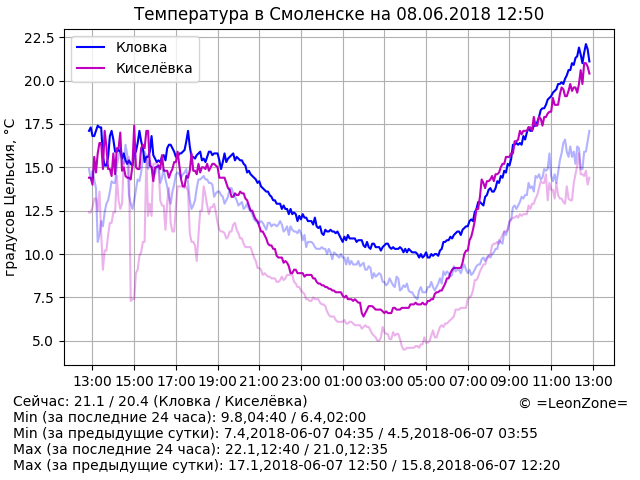 Температура в Смоленске на 08.06.2018 12:50
градусов Цельсия, °C
22.5
20.0
17.5
15.0
12.5
10.0
7.5
5.0
Кловка
Киселёвка
13:00 15:00 17:00 19:00 21:00 23:00 01:00 03:00 05:00 07:00 09:00 11:00 13:00
Сейчас: 21.1 / 20.4 (Кловка / Киселёвка)
© =LeonZone=
Min (за последние 24 часа): 9.8,04:40 / 6.4,02:00
Min (за предыдущие сутки): 7.4,2018-06-07 04:35 / 4.5,2018-06-07 03:55
Max (за последние 24 часа): 22.1,12:40 / 21.0,12:35
Max (за предыдущие сутки): 17.1,2018-06-07 12:50 / 15.8,2018-06-07 12:20